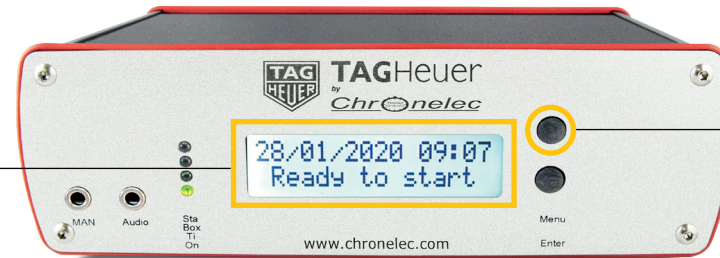 TAG
HEUER
TAGHeuer
by
Chronelec
28/01/2020 09:07
Ready to start
MAN
Audio
Sta
Box
Ti
On
Menu
Enter
www.chronelec.com